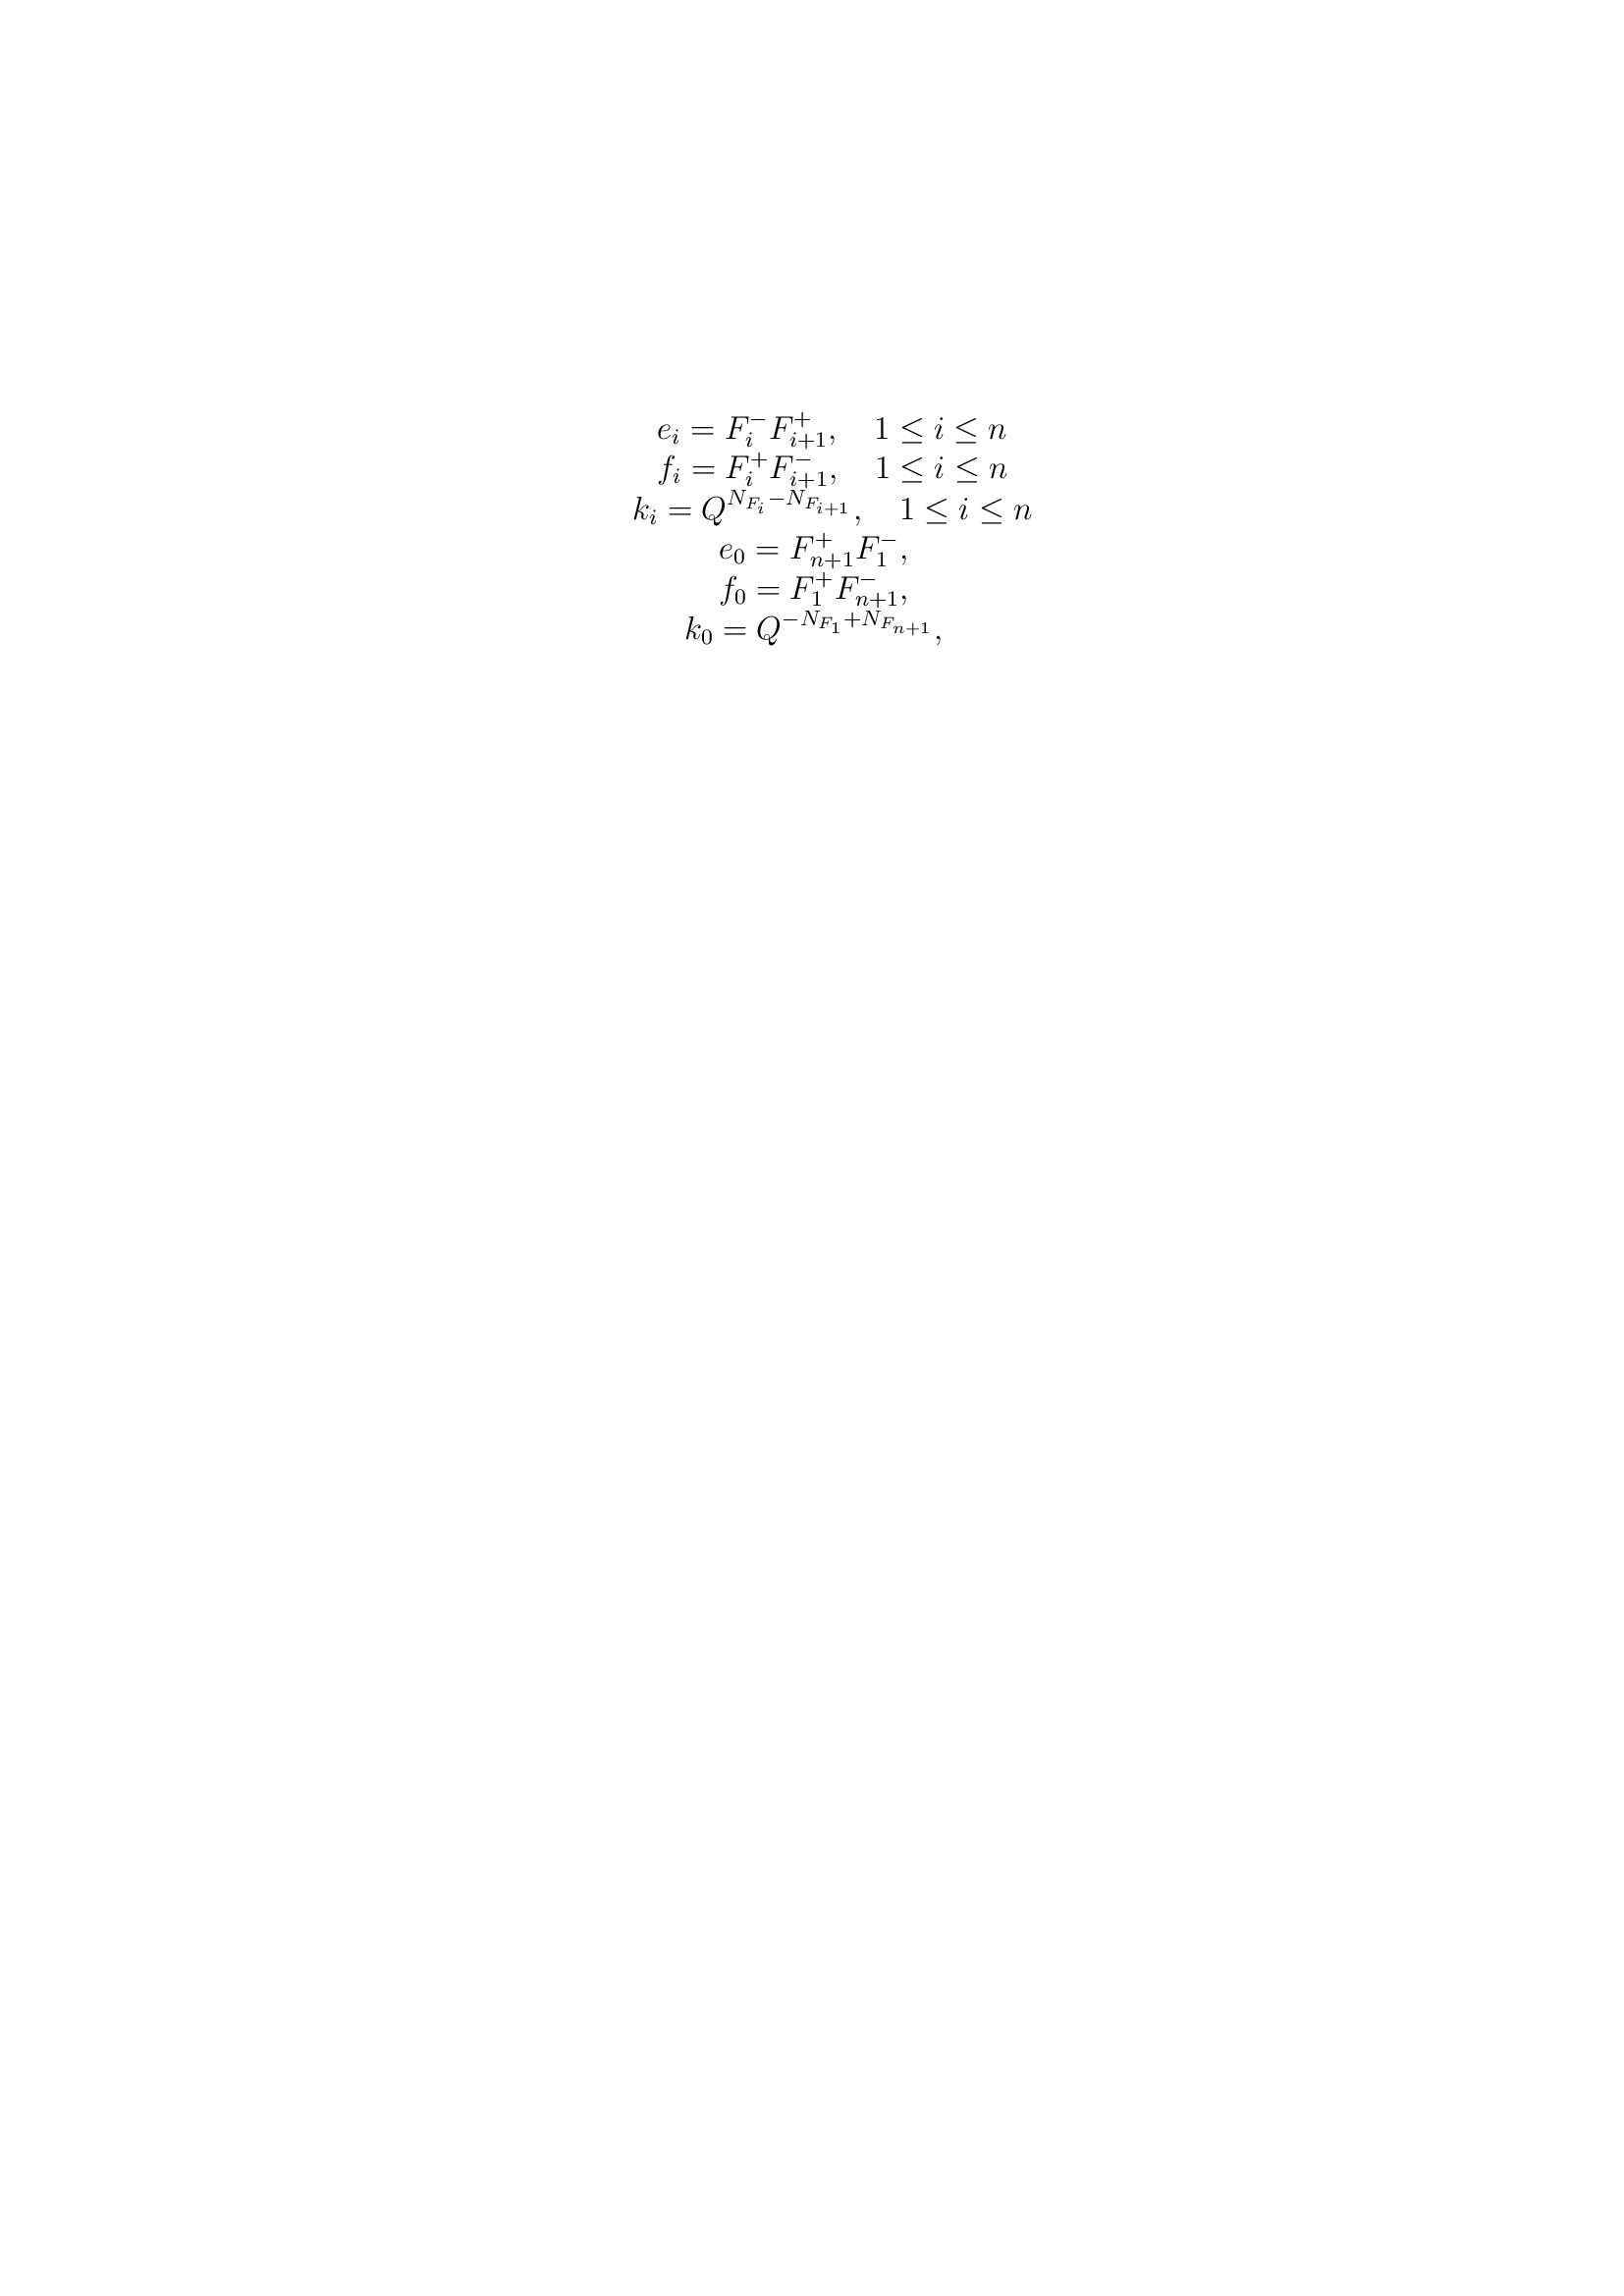 $e_i = F_i^- F_{i+1}^+, \quad 1 \leq i \leq n$
$f_i = F_i^+ F_{i+1}^-, \quad 1 \leq i \leq n$
$k_i = Q^{N_{F_i} - N_{F_{i+1}}}, \quad 1 \leq i \leq n$
$e_0 = F_{n+1}^+ F_1^-,$
$f_0 = F_1^+ F_{n+1}^-,$
$k_0 = Q^{-N_{F_1} + N_{F_{n+1}}},$